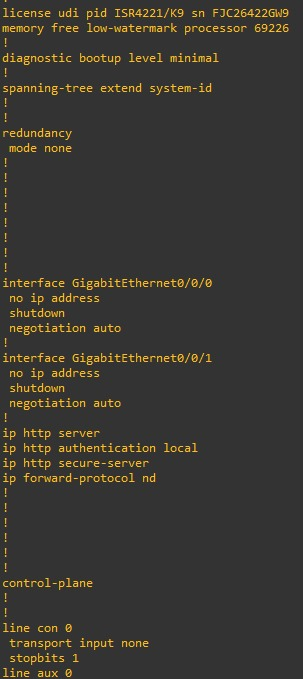 license udi pid ISR4221/K9 sn FJC26422GW9
memory free low-watermark processor 69226
!
diagnostic bootup level minimal
!
spanning-tree extend system-id
!
!
redundancy
 mode none
!
!
!
!
!
!
!
!
interface GigabitEthernet0/0/0
 no ip address
 shutdown
 negotiation auto
!
interface GigabitEthernet0/0/1
 no ip address
 shutdown
 negotiation auto
!
ip http server
ip http authentication local
ip http secure-server
ip forward-protocol nd
!
!
!
!
!
!
control-plane
!
!
line con 0
 transport input none
 stopbits 1
line aux 0